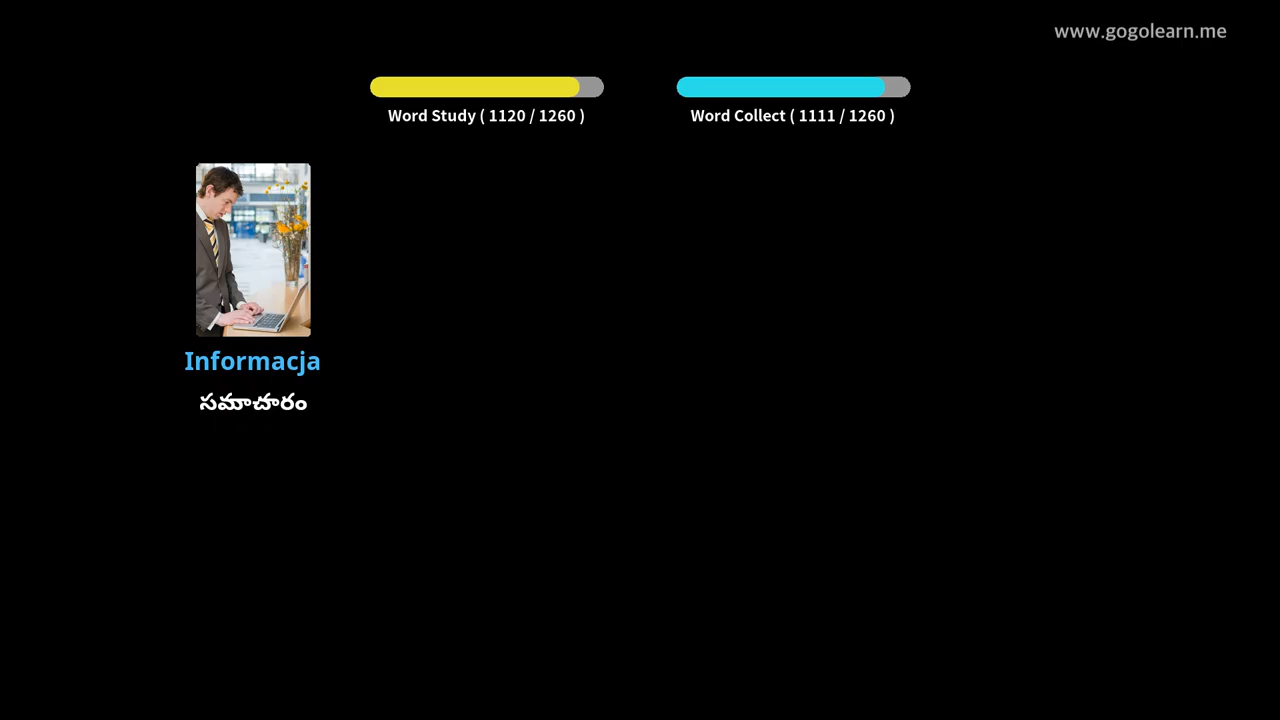 www.gogolearn.me
Word Study ( 1120 / 1260 )
Word Collect ( 1111 / 1260 )
Informacja
సమాచారం